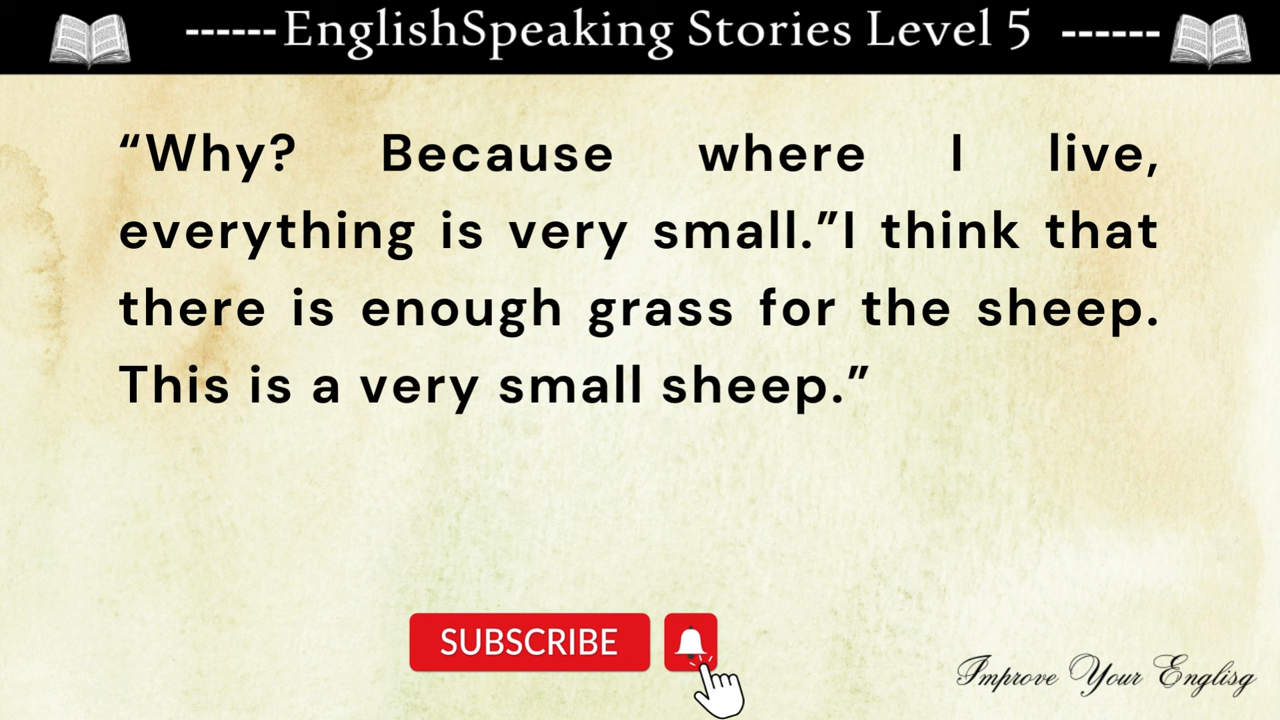 ------EnglishSpeaking Stories Level 5 ------
“Why? Because where I live,
everything is very small.”I think that
there is enough grass for the sheep.
This is a very small sheep.”
SUBSCRIBE
Improve Your Englisg